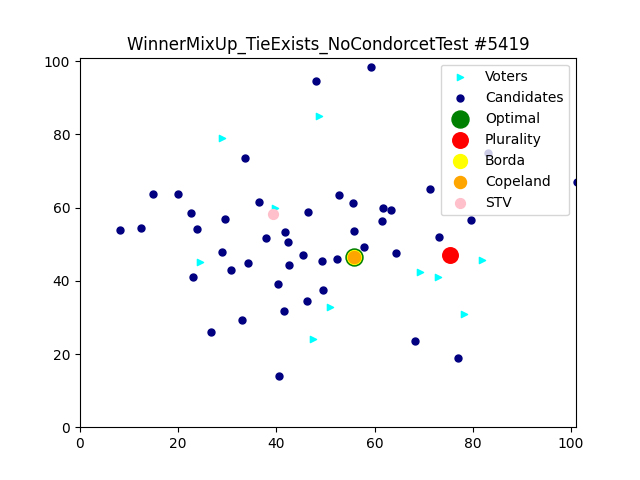 WinnerMixUp_TieExists_NoCondorcetTest #5419
Voters
Candidates
Optimal
Plurality
Borda
Copeland
STV
100
80
60
40
20
0
0 20 40 60 80 100